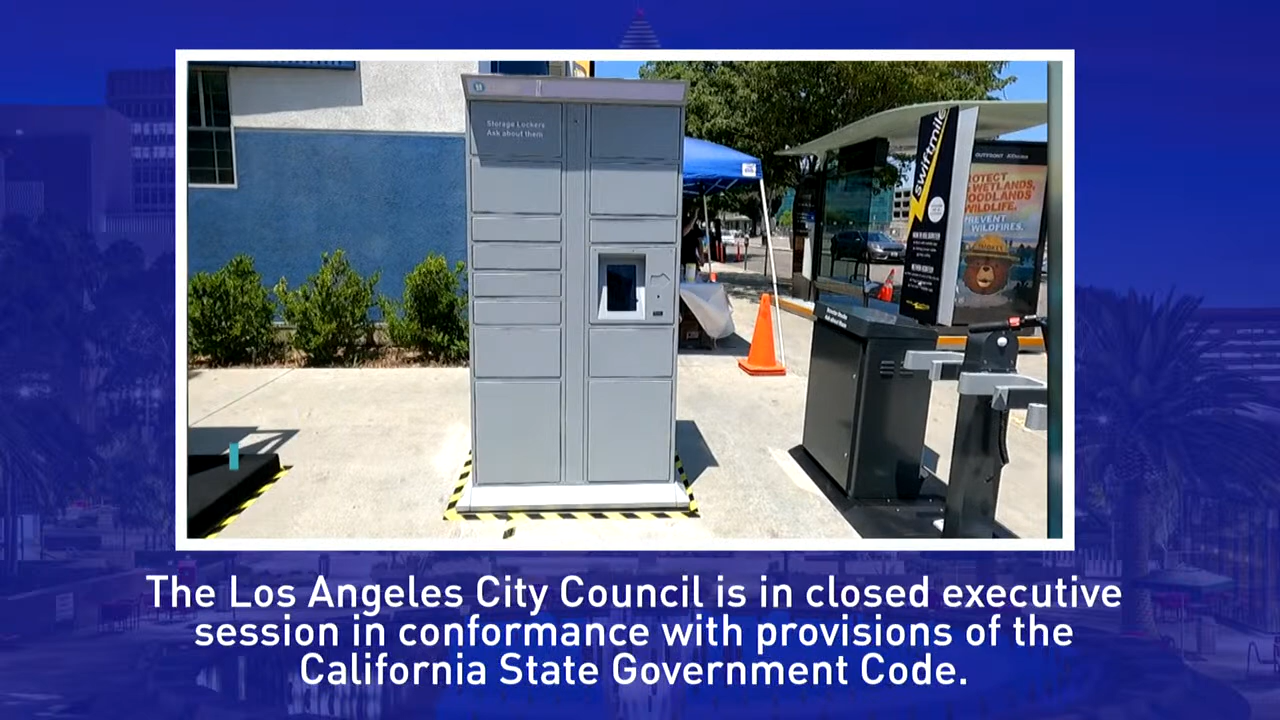 Storage Lockers
Ask about them
swiftmile
OUTFRONT
PROTECT
WETLANDS,
WOODLANDS
WILDLIFE.
PREVENT
WILDFIRES.
The Los Angeles City Council is in closed executive
session in conformance with provisions of the
California State Government Code.